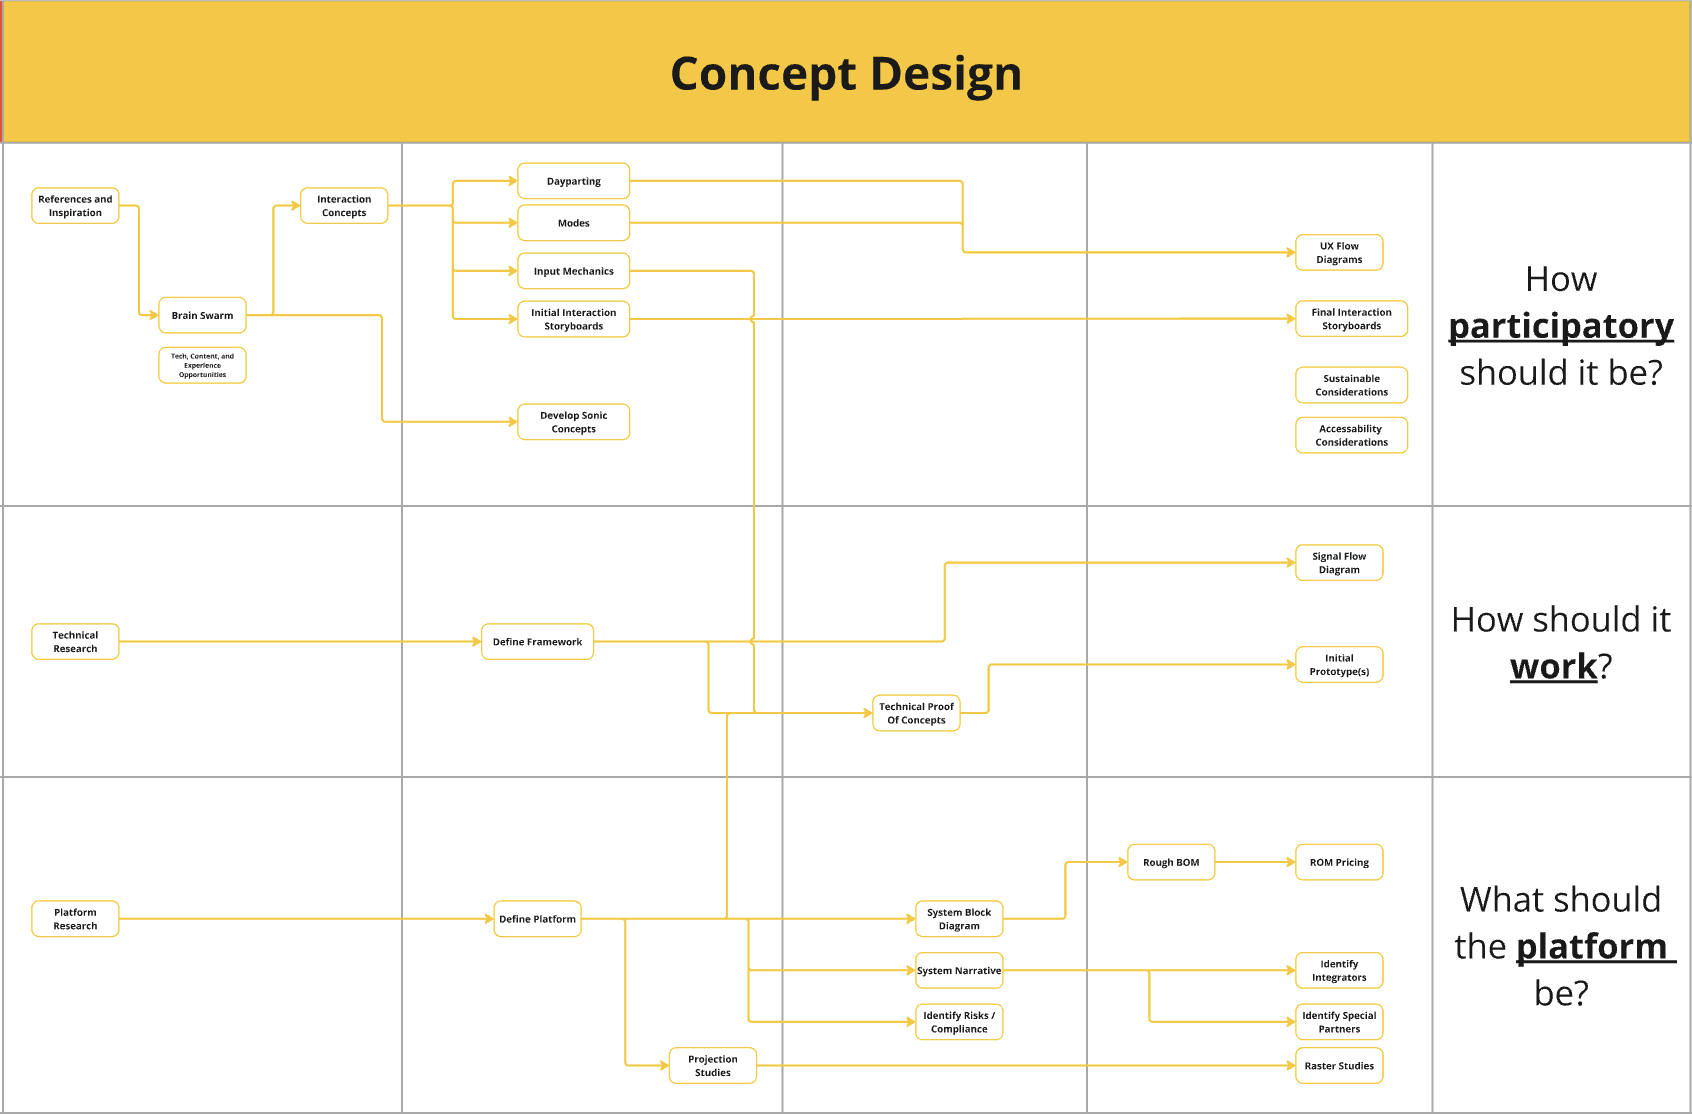 Concept Design
References and
Inspiration
Interaction
Concepts
Brain Swarm
Tech, Content, and
Experience
Opportunities
Dayparting
Modes
Input Mechanics
Initial Interaction
Storyboards
Develop Sonic
Concepts
UX Flow
Diagrams
Final Interaction
Storyboards
Sustainable
Considerations
Accessability
Considerations
How
participatory
should it be?
Technical
Research
Define Framework
Technical Proof
Of Concepts
Signal Flow
Diagram
Initial
Prototype(s)
How should it
work?
Platform
Research
Define Platform
Projection
Studies
System Block
Diagram
System Narrative
Identify Risks /
Compliance
Rough BOM
ROM Pricing
Identify
Integrators
Identify Special
Partners
Raster Studies
What should
the platform
be?